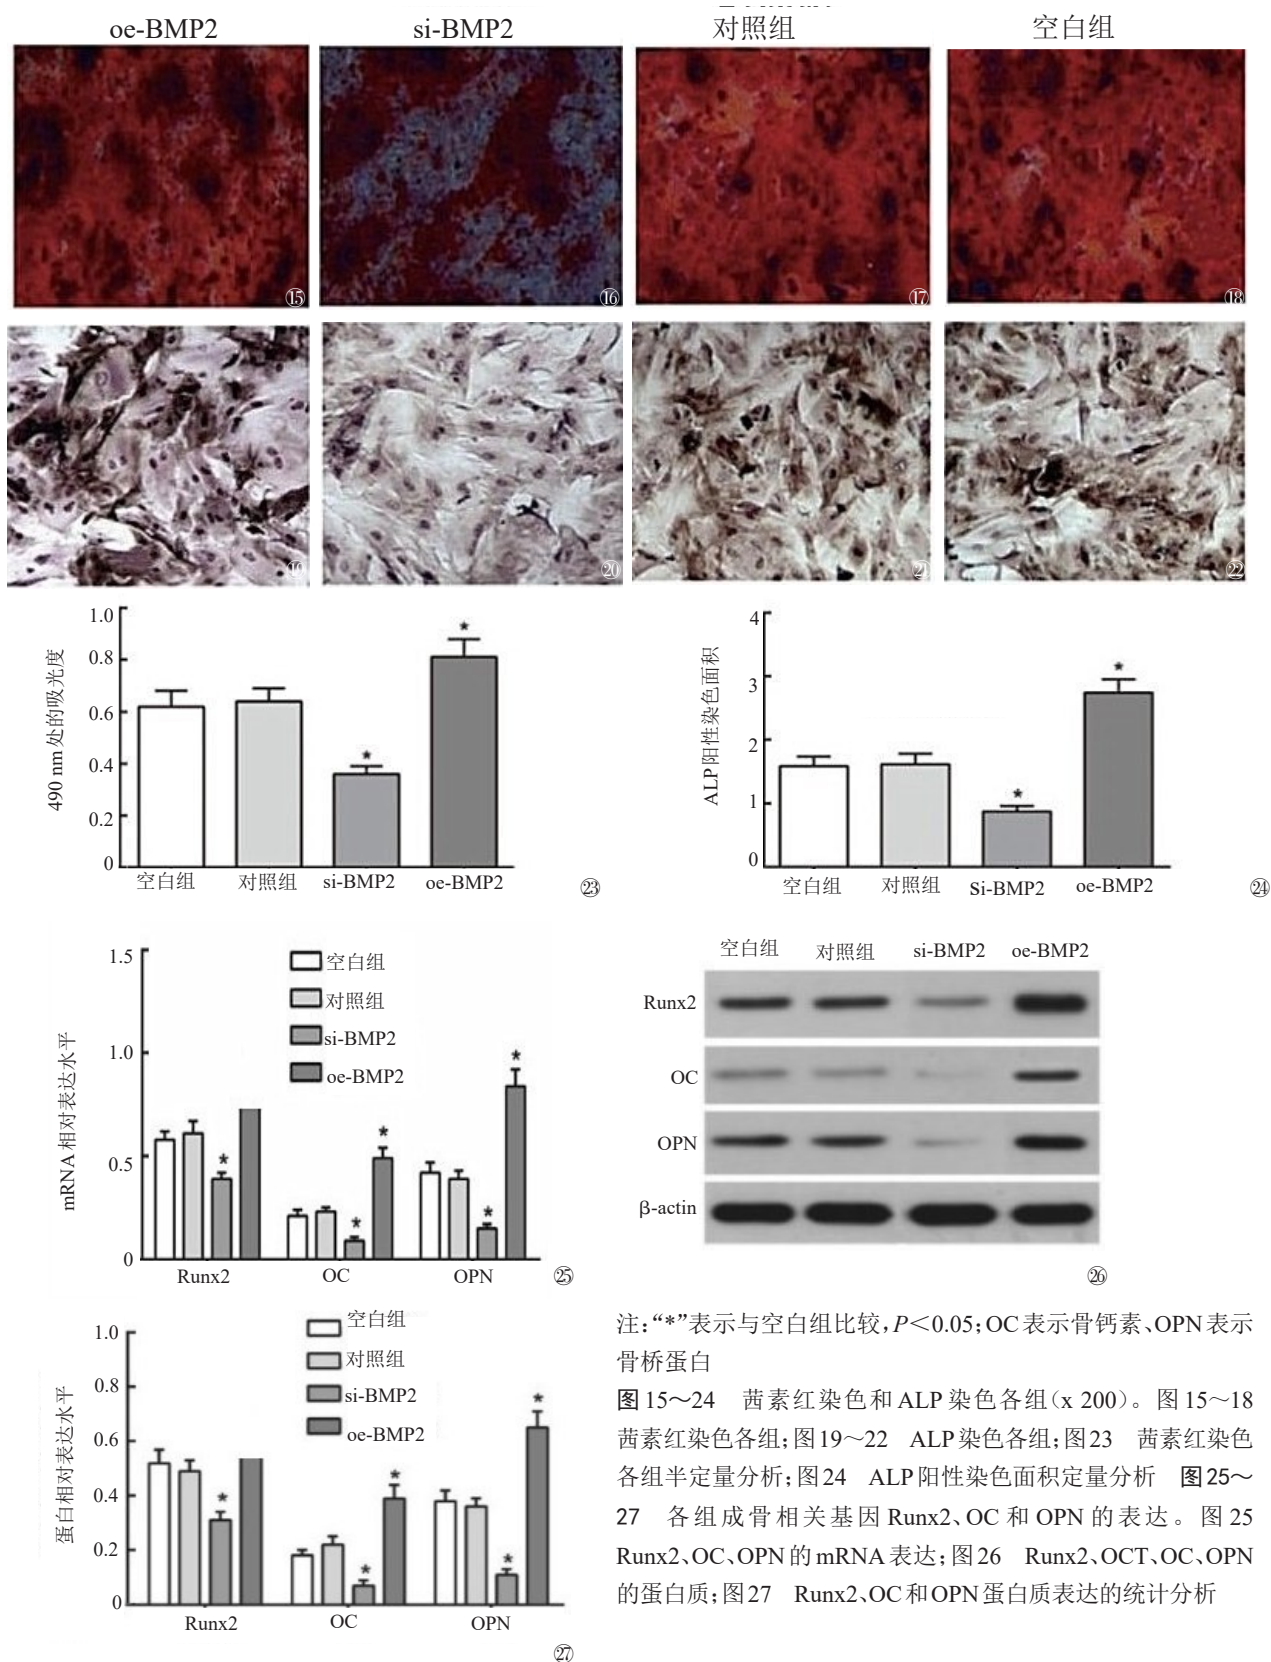 oe-BMP2 si-BMP2 对照组 空白组
⑮ ⑯ ⑰ ⑱
⑲ ⑳ ㉑ ㉒
490 nm处的吸光度
1.0
0.8
0.6
0.4
0.2
0
*
*
空白组 对照组 si-BMP2 oe-BMP2
㉓
ALP阳性染色面积
4
3
2
1
0
*
*
空白组 对照组 Si-BMP2 oe-BMP2
㉔
mRNA相对表达水平
1.5
1.0
0.5
0
空白组
对照组
si-BMP2
oe-BMP2
* * * * *
Runx2 OC OPN
㉕
空白组 对照组 si-BMP2 oe-BMP2
Runx2
OC
OPN
β-actin
㉖
蛋白相对表达水平
1.0
0.8
0.6
0.4
0.2
0
空白组
对照组
si-BMP2
oe-BMP2
* * * * *
Runx2 OC OPN
㉗
注:“*”表示与空白组比较,P＜0.05;OC表示骨钙素、OPN表示
骨桥蛋白
图15～24 茜素红染色和ALP染色各组(x 200)。图15～18
茜素红染色各组;图19～22 ALP染色各组;图23 茜素红染色
各组半定量分析;图24 ALP阳性染色面积定量分析 图25～
27 各组成骨相关基因Runx2、OC和OPN的表达。图25
Runx2、OC、OPN的mRNA表达;图26 Runx2、OCT、OC、OPN
的蛋白质;图27 Runx2、OC和OPN蛋白质表达的统计分析